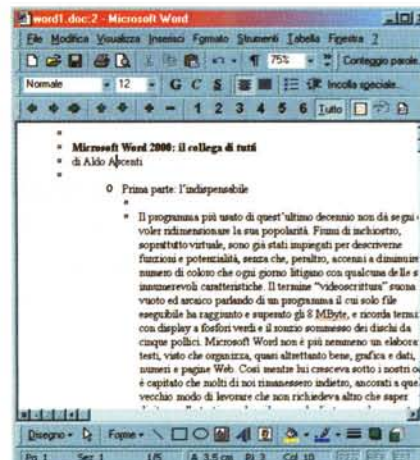 word1.doc:2 - Microsoft Word
File Modifica Visualizza Inserisci Formato Strumenti Tabella Finestra ?
75% Conteggio parole
Normale 12 G C S Incolla speciale...
1 2 3 4 5 6 Tutto
Microsoft Word 2000: il collega di tutti
di Aldo Ascenti
Prima parte: l'indispensabile
Il programma più usato di quest'ultimo decennio non dà segni
voler ridimensionare la sua popolarità. Fiumi di inchiostro,
soprattutto virtuale, sono già stati impiegati per descriverne
funzioni e potenzialità, senza che, peraltro, accenni a diminuire
numero di coloro che ogni giorno litigano con qualcuna delle s
innumerevoli caratteristiche. Il termine "videoscrittura" suona
vuoto ed arcaico parlando di un programma il cui solo file
eseguibile ha raggiunto e superato gli 8 MByte, e ricorda termi
con display a fosfori verdi e il ronzio sommesso dei dischi da
cinque pollici. Microsoft Word non è più nemmeno un elabora
testi, visto che organizza, quasi altrettanto bene, grafica e dati,
numeri e pagine Web. Così mentre lui cresceva sotto i nostri o
è capitato che molti di noi rimanessero indietro, ancorati a que
vecchio modo di lavorare che non richiedeva altro che saper
Disegno Forme
Pg 1 Sez 1 1/5 A 3,5 cm Ri 3 Col 10